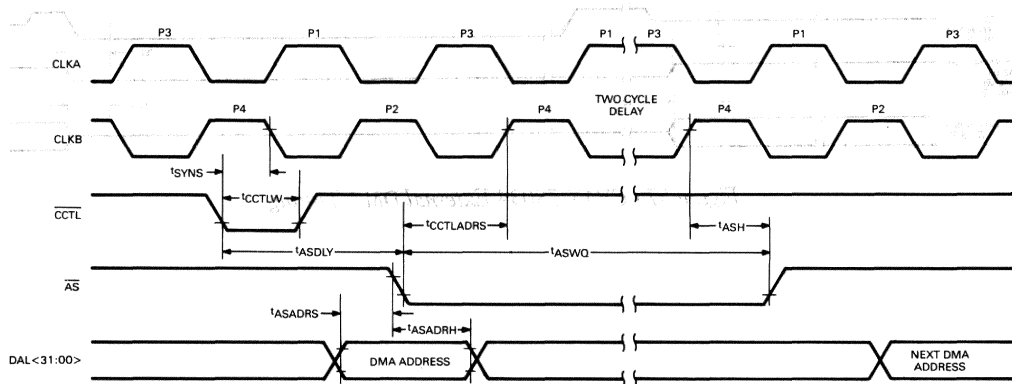 P3 P1 P3 P1 P3 P1 P3
CLKA
TWO CYCLE
DELAY
P4 P2 P4 P4 P2
CLKB
tSYNS
tCCTLW
CCTL
tCCTLADRS
tASH
tASDLY
tASWQ
AS
tASADRS
tASADRH
DAL<31:00>
DMA ADDRESS
NEXT DMA
ADDRESS